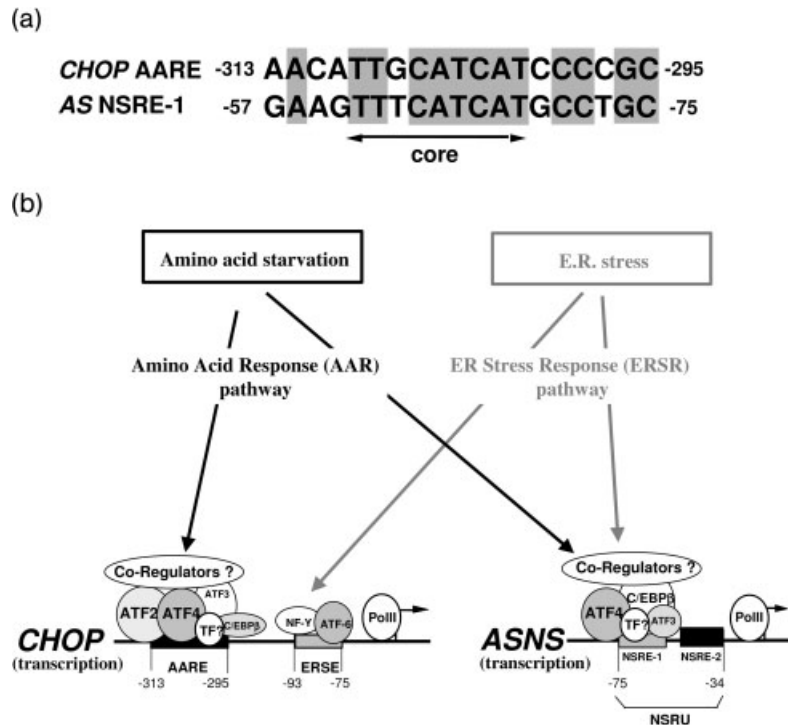 (a)
CHOP AARE -313 AACATTGCATCATCCCCGC -295
AS NSRE-1 -57 GAAGTTTCATCATGCCTGC -75
core
(b)
Amino acid starvation
E.R. stress
Amino Acid Response (AAR)
pathway
ER Stress Response (ERSR)
pathway
Co-Regulators ?
ATF2
ATF4
ATF3
TF?
C/EBPβ
NF-Y
ATF-6
PolII
CHOP
(transcription)
AARE
ERSE
-313
-295
-93
-75
Co-Regulators ?
C/EBPβ
ATF4
TF?
ATF3
PolII
ASNS
(transcription)
NSRE-1
NSRE-2
-75
-34
NSRU